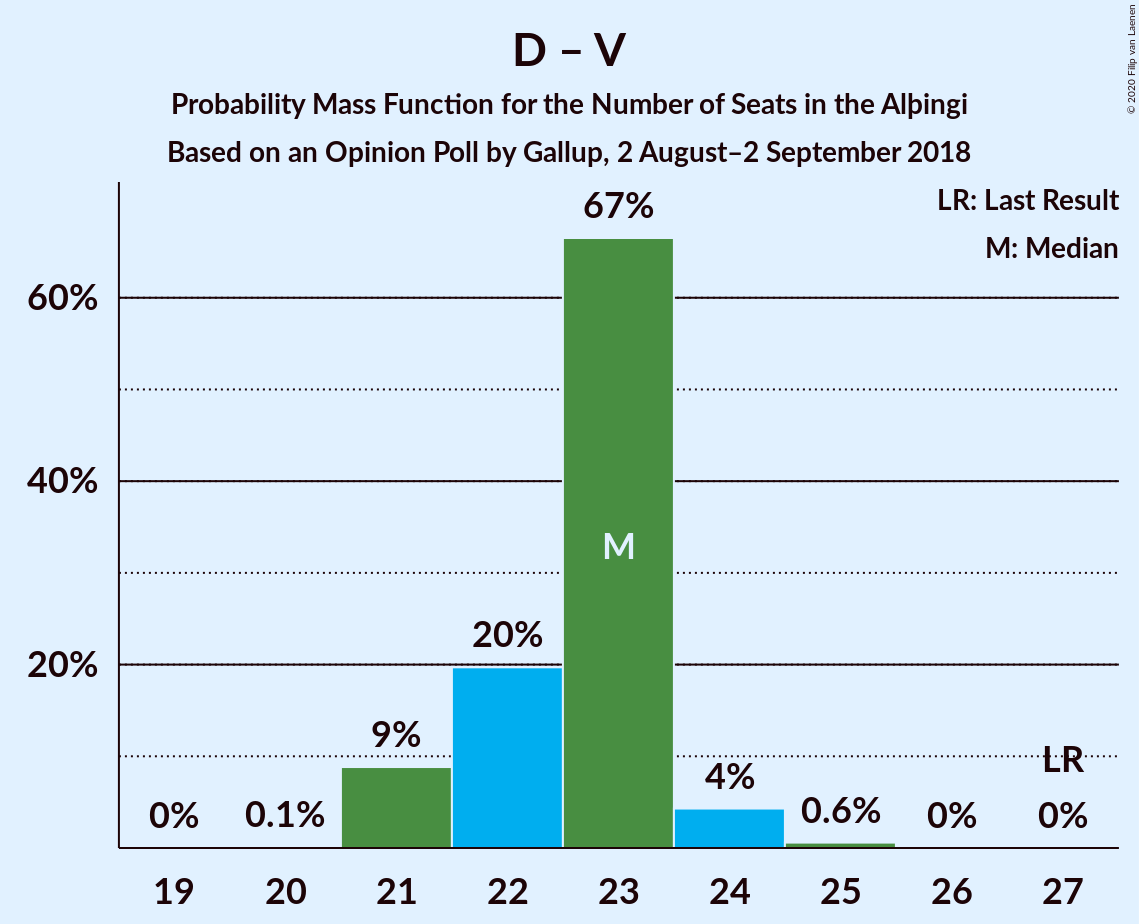 D – V
Probability Mass Function for the Number of Seats in the Alþingi
Based on an Opinion Poll by Gallup, 2 August–2 September 2018
© 2020 Filip van Laenen
LR: Last Result
M: Median
67%
60%
M
40%
20%
20%
9%
LR
4%
0%
0.1%
0.6%
0%
0%
19 20 21 22 23 24 25 26 27